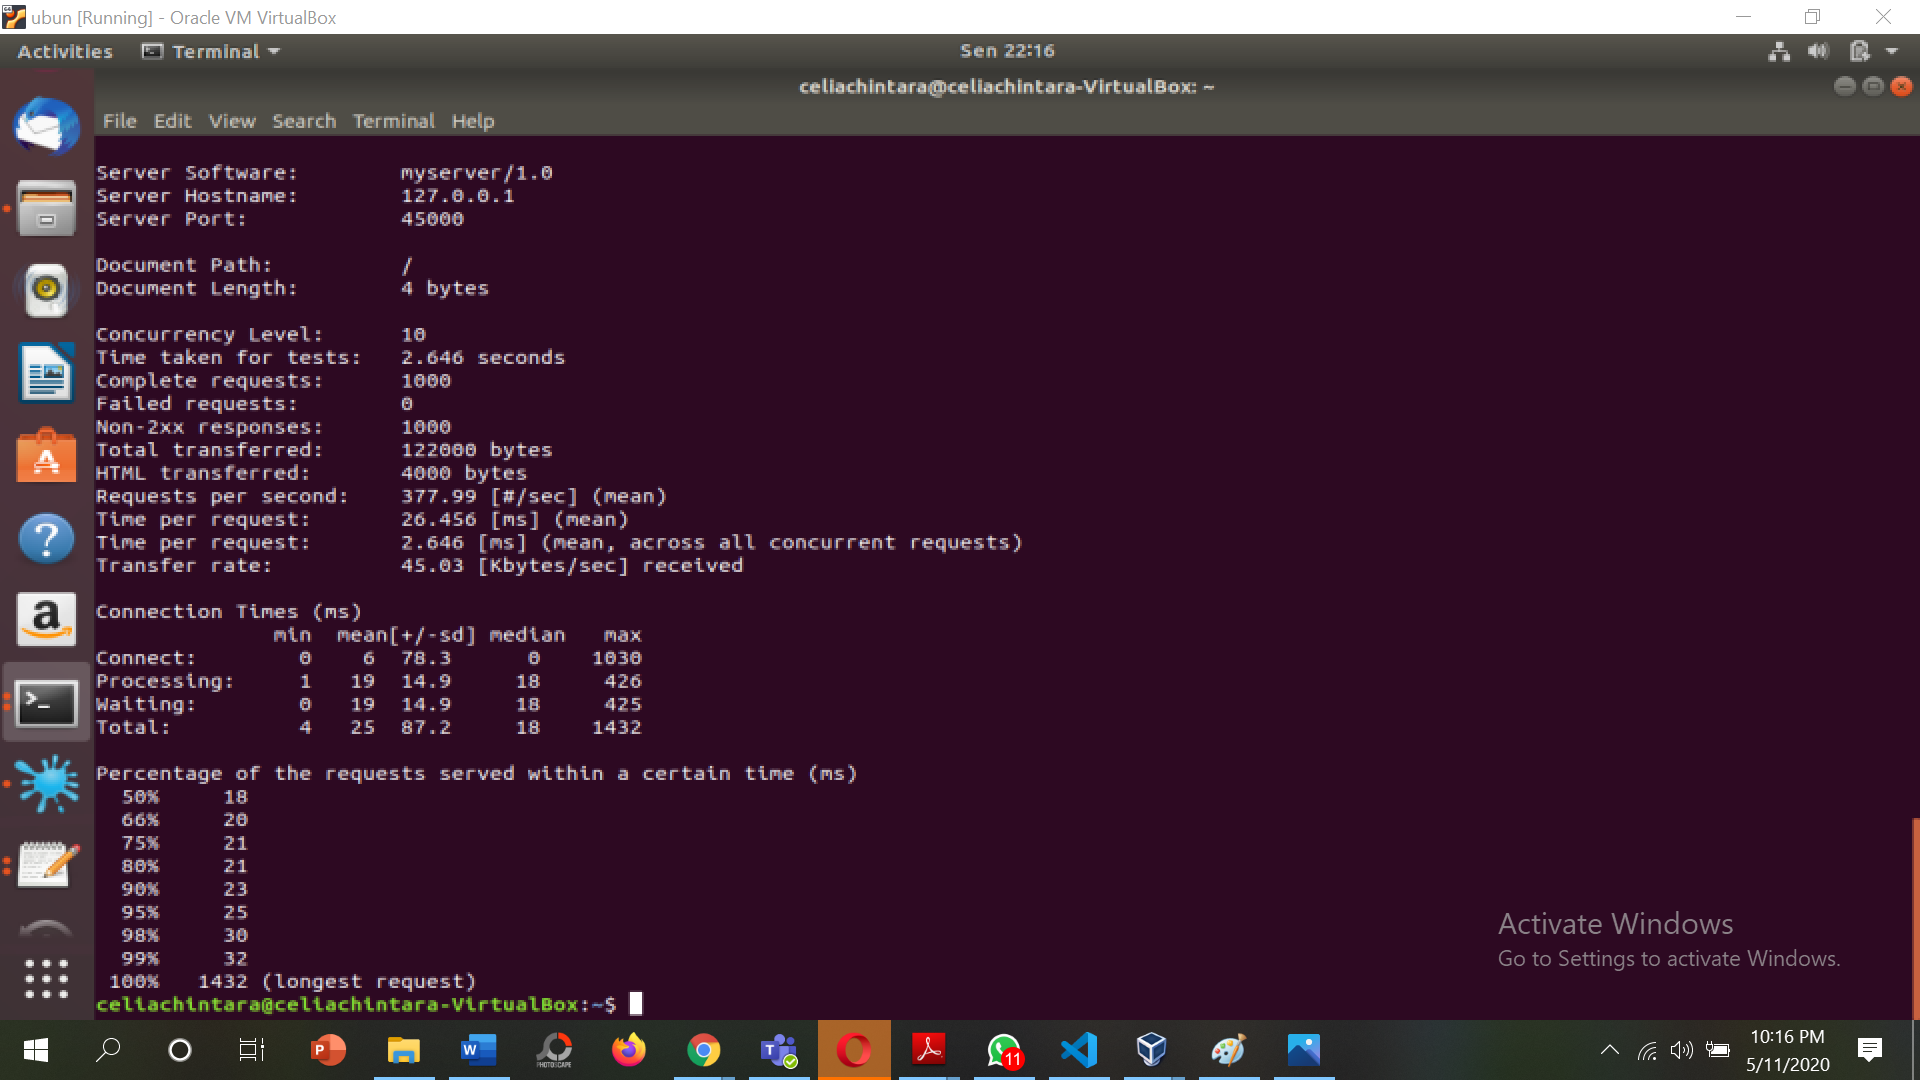 ubun [Running] - Oracle VM VirtualBox
Activities Terminal Sen 22:16
celiachintara@celiachintara-VirtualBox: ~
File Edit View Search Terminal Help
Server Software: myserver/1.0
Server Hostname: 127.0.0.1
Server Port: 45000
Document Path: /
Document Length: 4 bytes
Concurrency Level: 10
Time taken for tests: 2.646 seconds
Complete requests: 1000
Failed requests: 0
Non-2xx responses: 1000
Total transferred: 122000 bytes
HTML transferred: 4000 bytes
Requests per second: 377.99 [#/sec] (mean)
Time per request: 26.456 [ms] (mean)
Time per request: 2.646 [ms] (mean, across all concurrent requests)
Transfer rate: 45.03 [Kbytes/sec] received
Connection Times (ms)
min mean[+/-sd] median max
Connect: 0 6 78.3 0 1030
Processing: 1 19 14.9 18 426
Waiting: 0 19 14.9 18 425
Total: 4 25 87.2 18 1432
Percentage of the requests served within a certain time (ms)
50% 18
66% 20
75% 21
80% 21
90% 23
95% 25
98% 30
99% 32
100% 1432 (longest request)
celiachintara@celiachintara-VirtualBox:~$
Activate Windows
Go to Settings to activate Windows.
PHOTOSCAPE
11
10:16 PM
5/11/2020